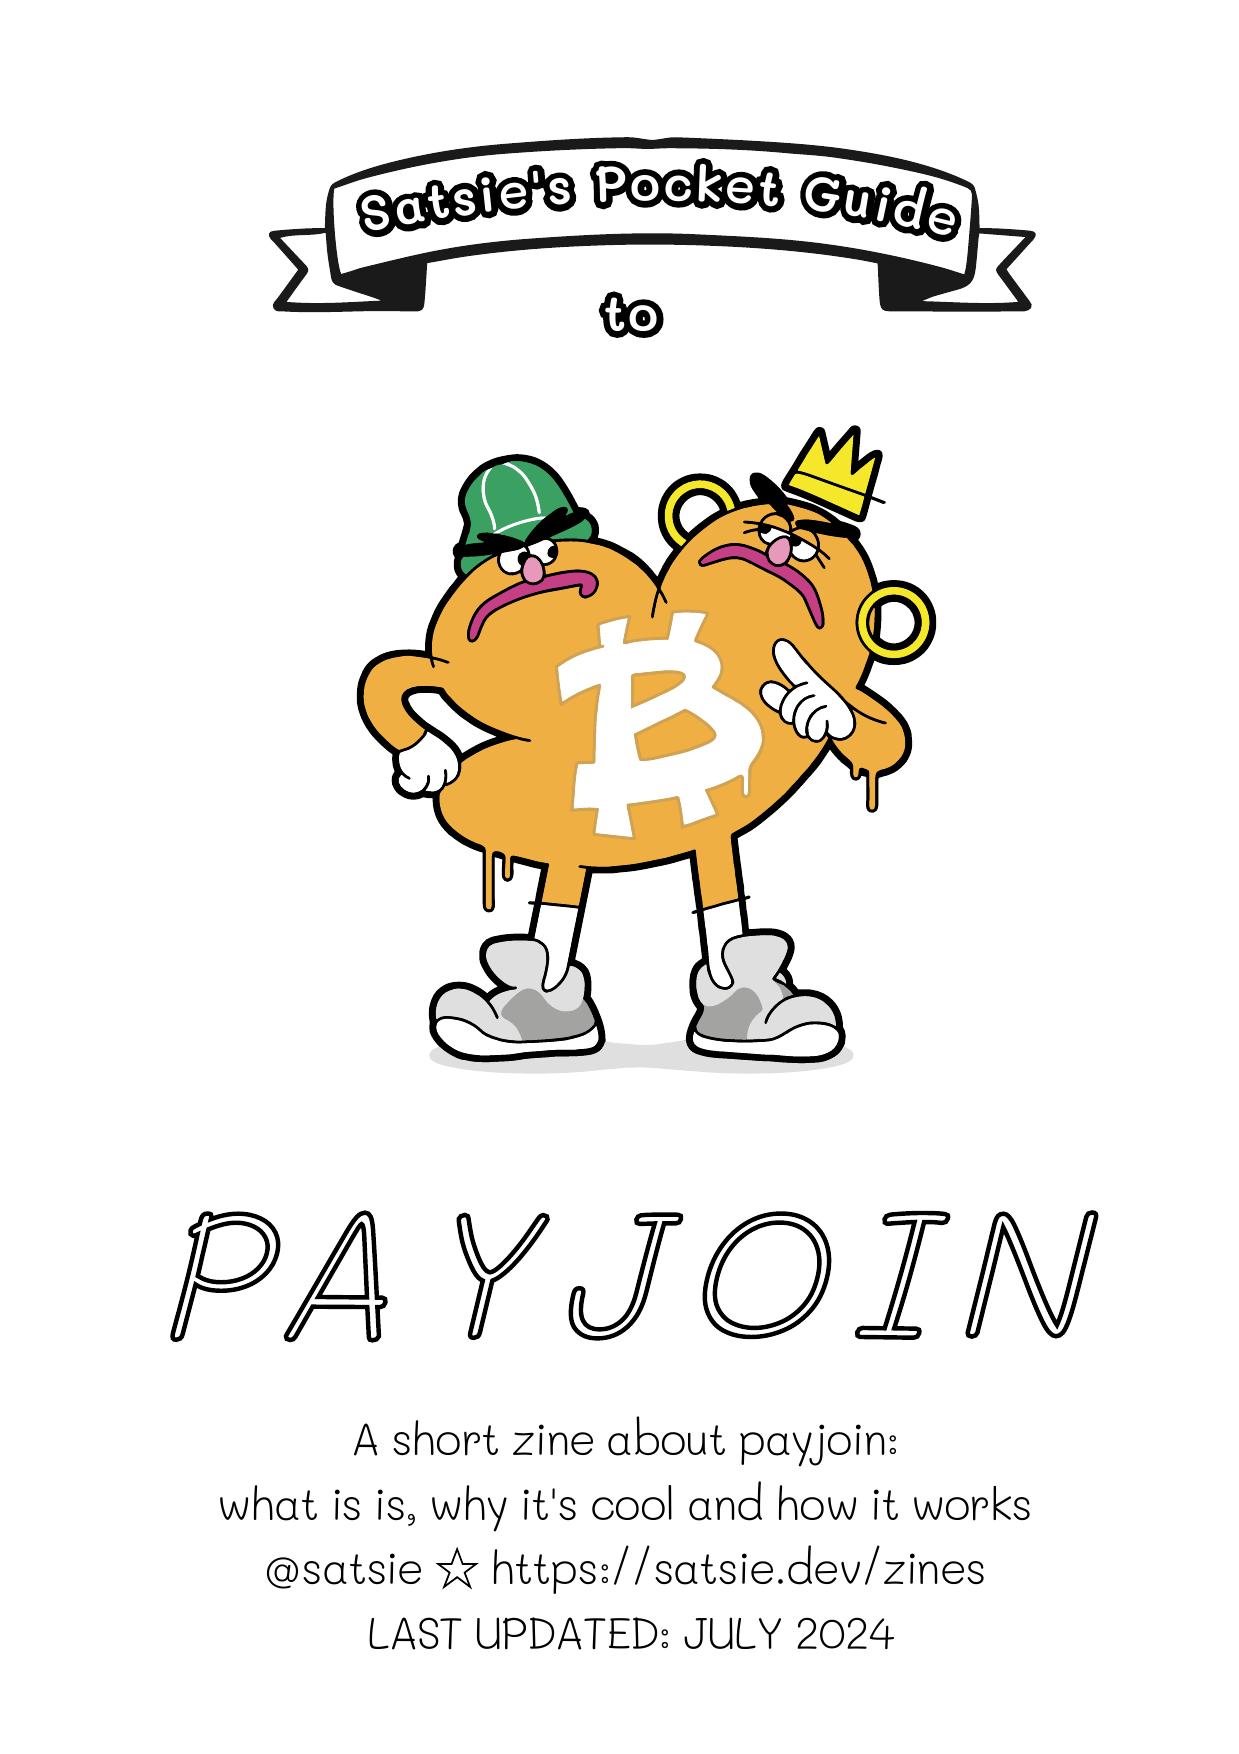 Satsie's Pocket Guide
to
PAYJOIN
A short zine about payjoin:
what is is, why it's cool and how it works
@satsie ☆ https://satsie.dev/zines
LAST UPDATED: JULY 2024